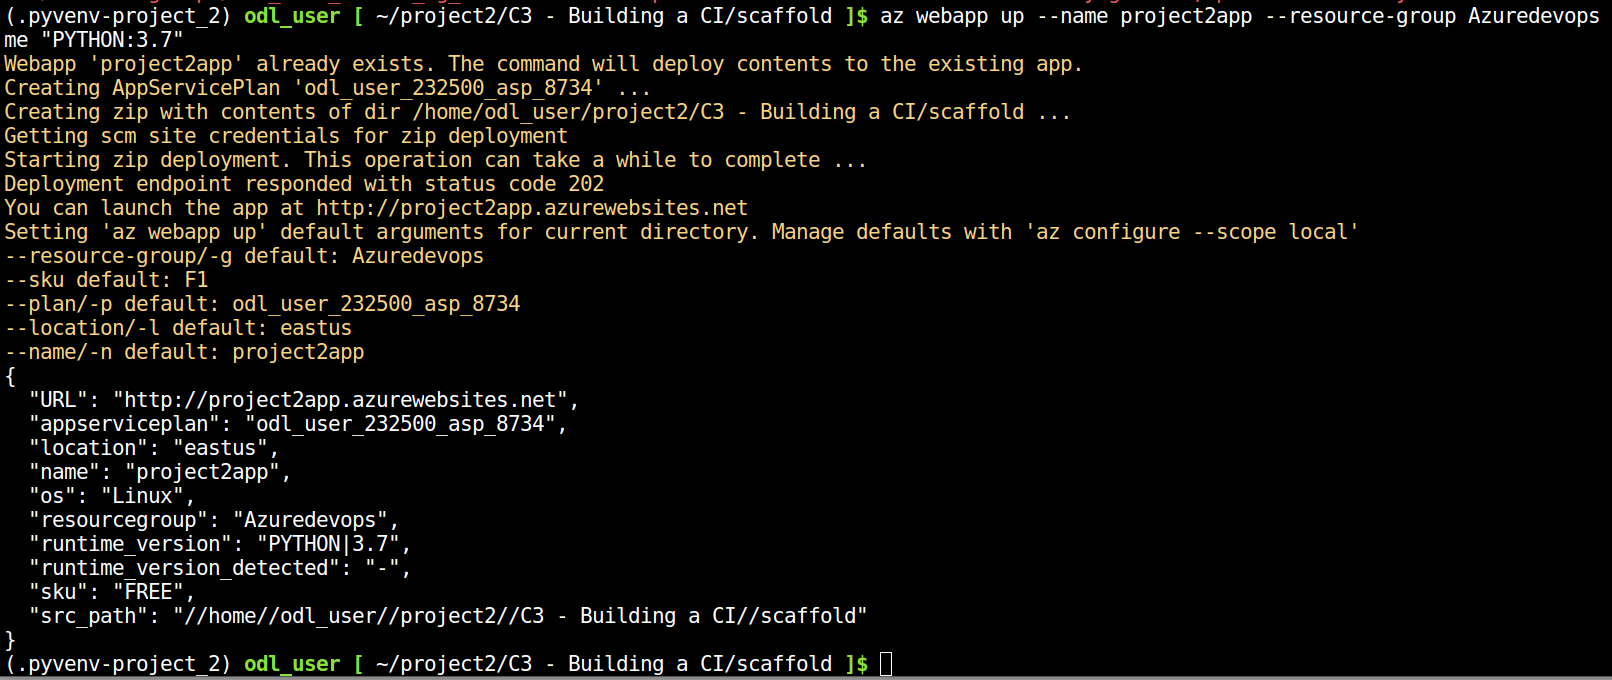 (.pyvenv-project_2) odl_user [ ~/project2/C3 - Building a CI/scaffold ]$ az webapp up --name project2app --resource-group Azuredevops
me "PYTHON:3.7"
Webapp 'project2app' already exists. The command will deploy contents to the existing app.
Creating AppServicePlan 'odl_user_232500_asp_8734' ...
Creating zip with contents of dir /home/odl_user/project2/C3 - Building a CI/scaffold ...
Getting scm site credentials for zip deployment
Starting zip deployment. This operation can take a while to complete ...
Deployment endpoint responded with status code 202
You can launch the app at http://project2app.azurewebsites.net
Setting 'az webapp up' default arguments for current directory. Manage defaults with 'az configure --scope local'
--resource-group/-g default: Azuredevops
--sku default: F1
--plan/-p default: odl_user_232500_asp_8734
--location/-l default: eastus
--name/-n default: project2app
{
  "URL": "http://project2app.azurewebsites.net",
  "appserviceplan": "odl_user_232500_asp_8734",
  "location": "eastus",
  "name": "project2app",
  "os": "Linux",
  "resourcegroup": "Azuredevops",
  "runtime_version": "PYTHON|3.7",
  "runtime_version_detected": "-",
  "sku": "FREE",
  "src_path": "//home//odl_user//project2//C3 - Building a CI//scaffold"
}
(.pyvenv-project_2) odl_user [ ~/project2/C3 - Building a CI/scaffold ]$